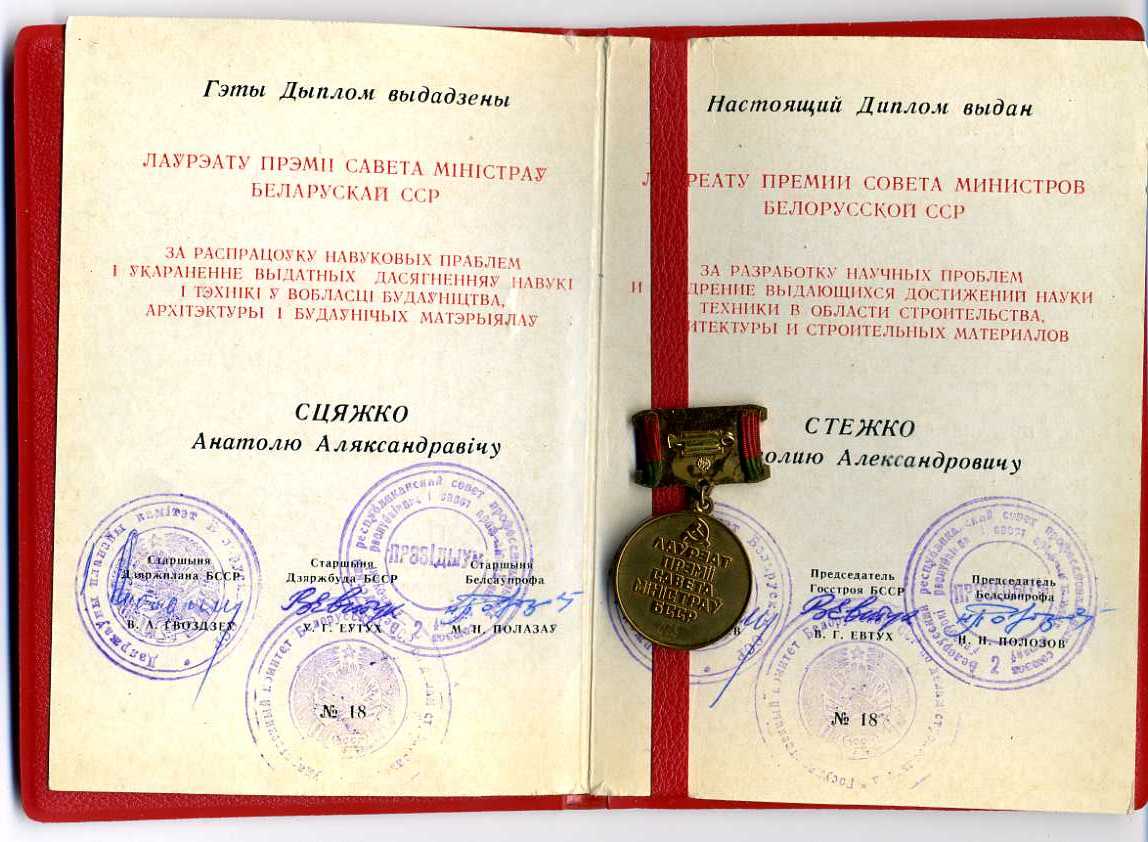 Гэты Дыплом выдадзены
ЛАЎРЭАТУ ПРЭМІІ САВЕТА МІНІСТРАЎ
БЕЛАРУСКАЙ ССР
ЗА РАСПРАЦОЎКУ НАВУКОВЫХ ПРАБЛЕМ
І УКАРАНЕННЕ ВЫДАТНЫХ ДАСЯГНЕННЯЎ НАВУКІ
І ТЭХНІКІ Ў ВОБЛАСЦІ БУДАЎНІЦТВА,
АРХІТЭКТУРЫ І БУДАЎНІЧЫХ МАТЭРЫЯЛАЎ
СЦЯЖКО
Анатолю Аляксандравічу
Старшыня
Дзяржплана БССР
В. А. ГВОЗДЗЕЎ
Старшыня
Дзяржбуда БССР
У. Г. ЕЎТУХ
Старшыня
Белсаўпрофа
М. Н. ПОЛАЗАЎ
прэзідыум
№ 18
Настоящий Диплом выдан
РЕАТУ ПРЕМИИ СОВЕТА МИНИСТРОВ
БЕЛОРУССКОЙ ССР
ЗА РАЗРАБОТКУ НАУЧНЫХ ПРОБЛЕМ
И ДРЕНИЕ ВЫДАЮЩИХСЯ ДОСТИЖЕНИЙ НАУКИ
ТЕХНИКИ В ОБЛАСТИ СТРОИТЕЛЬСТВА,
ИТЕКТУРЫ И СТРОИТЕЛЬНЫХ МАТЕРИАЛОВ
СТЕЖКО
олию Александровичу
ЛАЎРЭАТ
ПРЭМІІ
САВЕТА
МІНІСТРАЎ
БССР
Председатель
Госстроя БССР
В. Г. ЕВТУХ
Председатель
Белсовпрофа
Н. Н. ПОЛОЗОВ
№ 18